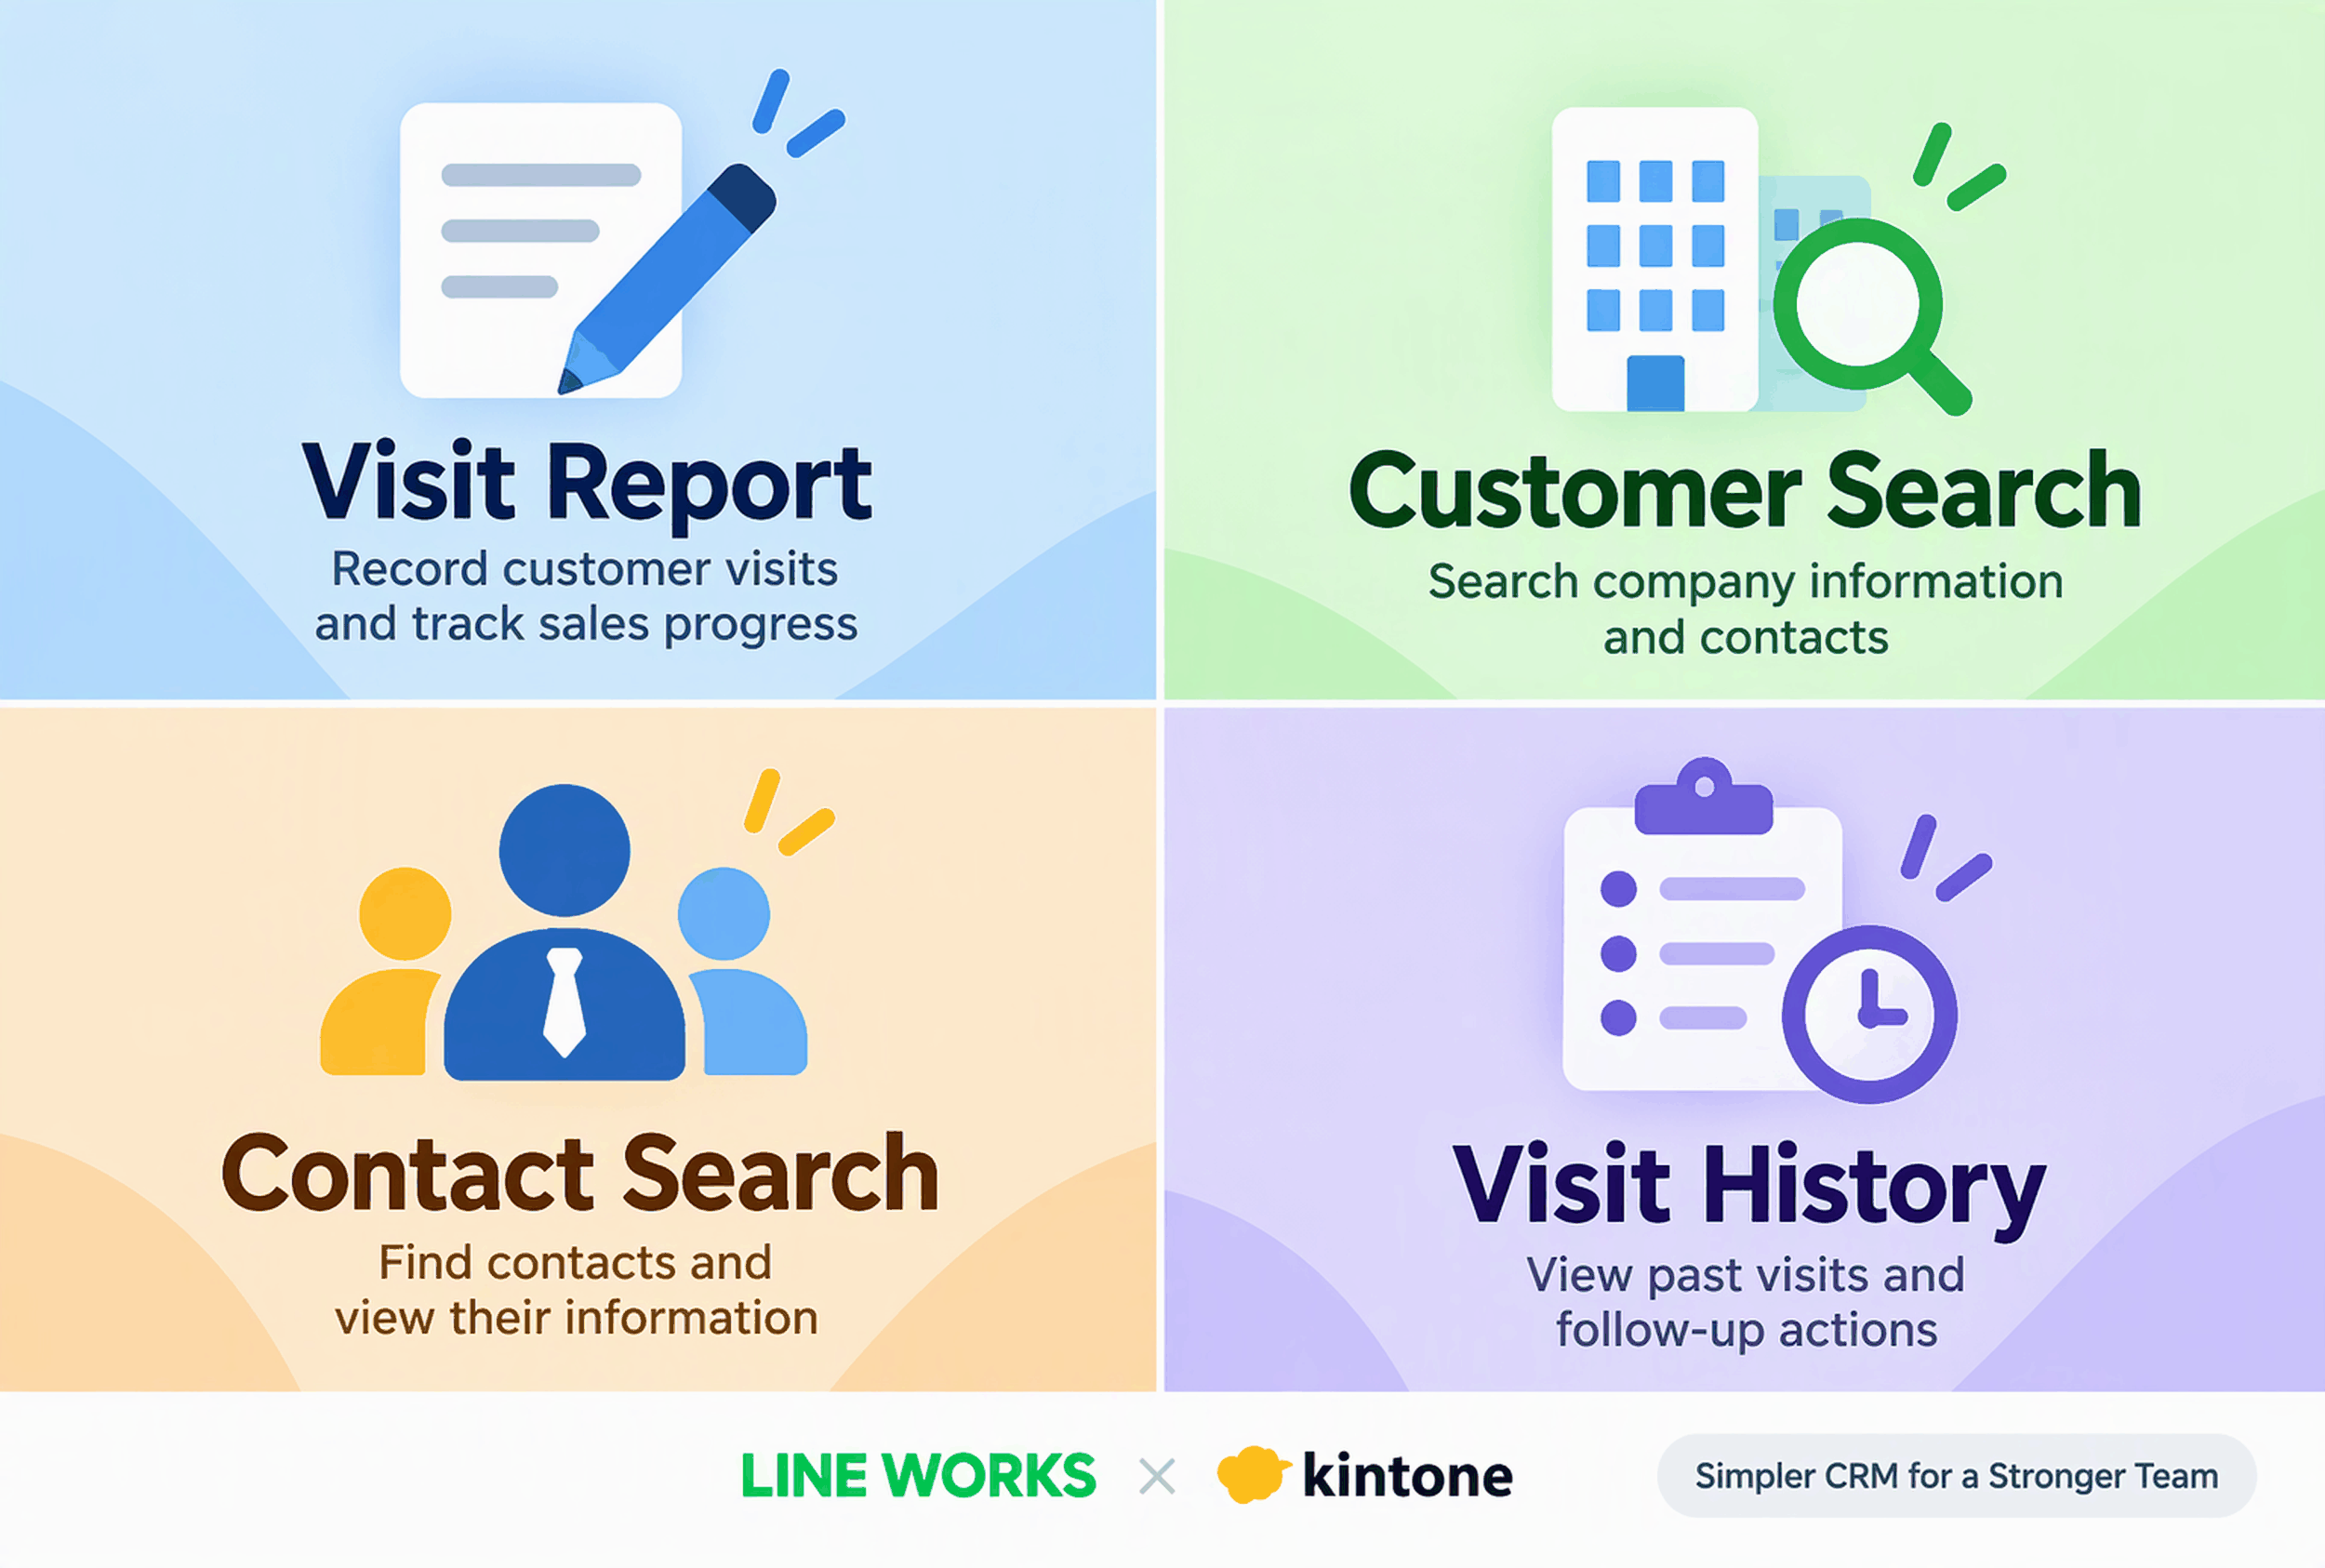 Visit Report
Record customer visits
and track sales progress
Customer Search
Search company information
and contacts
Contact Search
Find contacts and
view their information
Visit History
View past visits and
follow-up actions
LINE WORKS × kintone
Simpler CRM for a Stronger Team